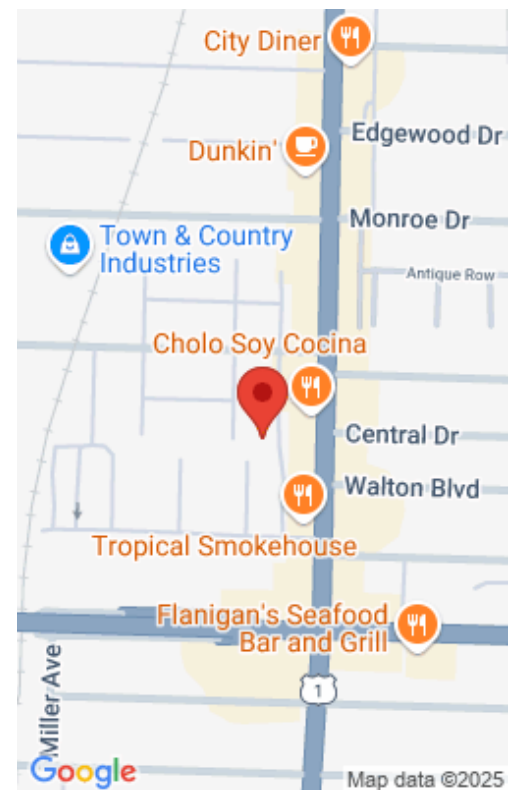 City Diner
Edgewood Dr
Dunkin'
Monroe Dr
Town & Country
Industries
Antique Row
Cholo Soy Cocina
Central Dr
Walton Blvd
Tropical Smokehouse
Flanigan's Seafood
Bar and Grill
Miller Ave
1
Google
Map data ©2025